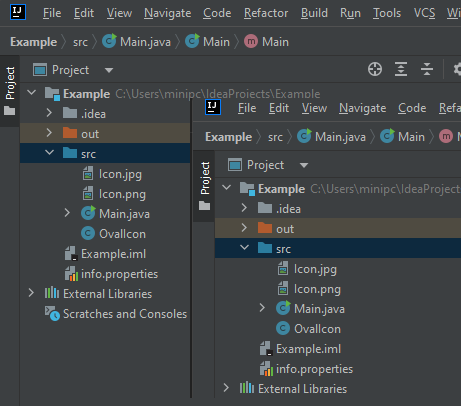 IJ File Edit View Navigate Code Refactor Build Run Tools VCS
Example src Main.java Main Main
Project
Project
Example C:\Users\minipc\IdeaProjects\Example
.idea
out
src
Icon.jpg
Icon.png
Main.java
OvalIcon
Example.iml
info.properties
External Libraries
Scratches and Consoles
IJ File Edit View Navigate Code
Example src Main.java Main
Project
Project
Example C:\Users\minipc\IdeaProject
.idea
out
src
Icon.jpg
Icon.png
Main.java
OvalIcon
Example.iml
info.properties
External Libraries